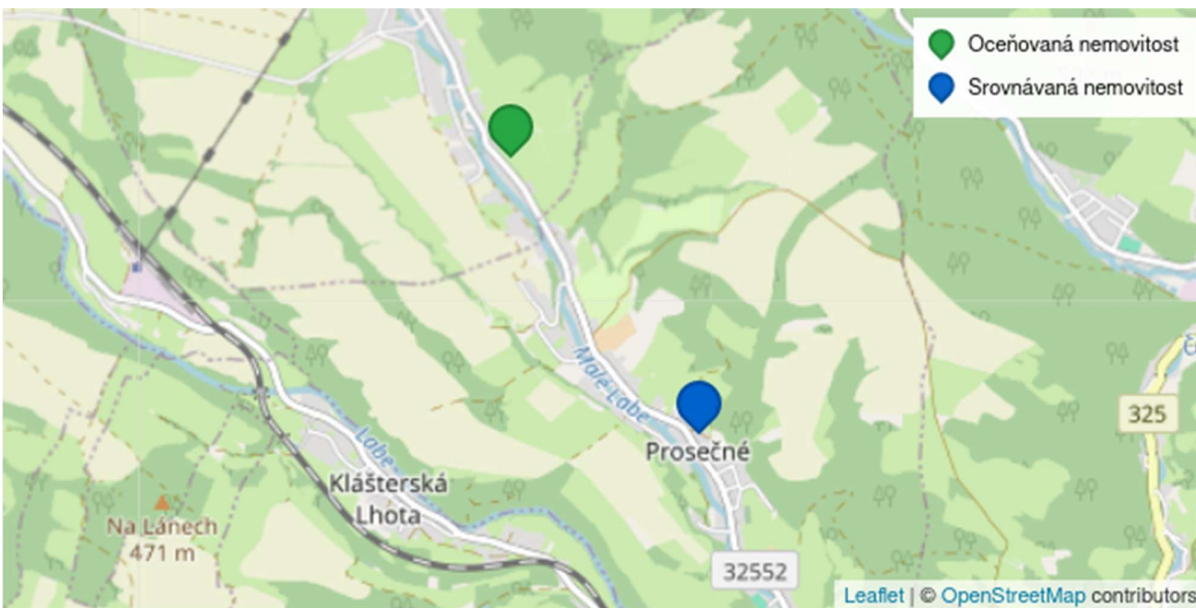 Oceňovaná nemovitost
Srovnávaná nemovitost
Malé Labe
325
Prosečné
Labe
Klášterská
Lhota
Na Lánech
471 m
32552
Leaflet | © OpenStreetMap contributors